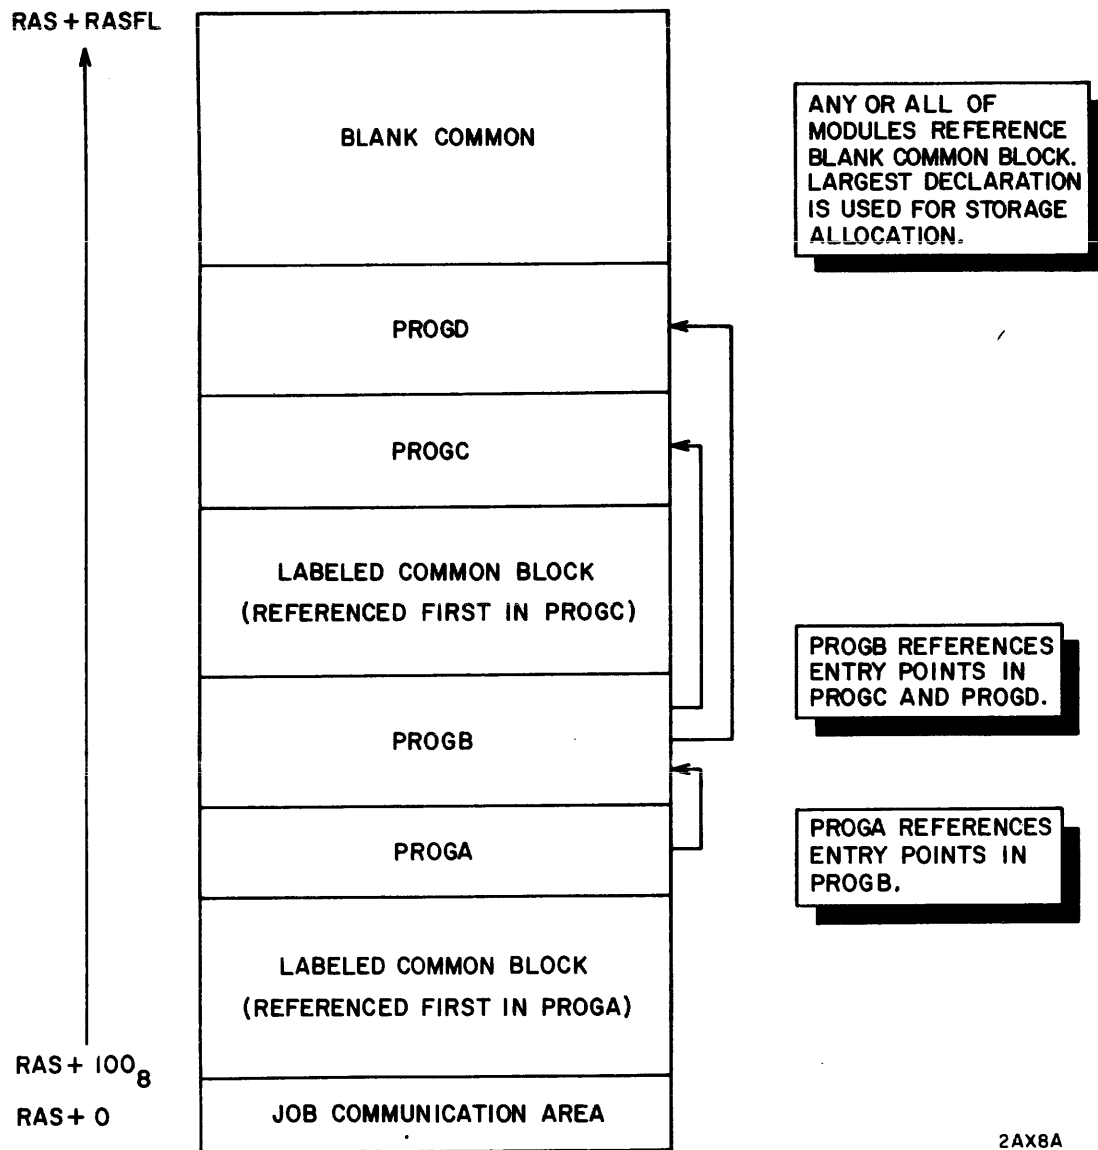 RAS + RASFL
BLANK COMMON
ANY OR ALL OF
MODULES REFERENCE
BLANK COMMON BLOCK.
LARGEST DECLARATION
IS USED FOR STORAGE
ALLOCATION.
PROGD
PROGC
LABELED COMMON BLOCK
(REFERENCED FIRST IN PROGC)
PROGB REFERENCES
ENTRY POINTS IN
PROGC AND PROGD.
PROGB
PROGA REFERENCES
ENTRY POINTS IN
PROGB.
PROGA
LABELED COMMON BLOCK
(REFERENCED FIRST IN PROGA)
RAS + 100₈
RAS + 0
JOB COMMUNICATION AREA
2AX8A